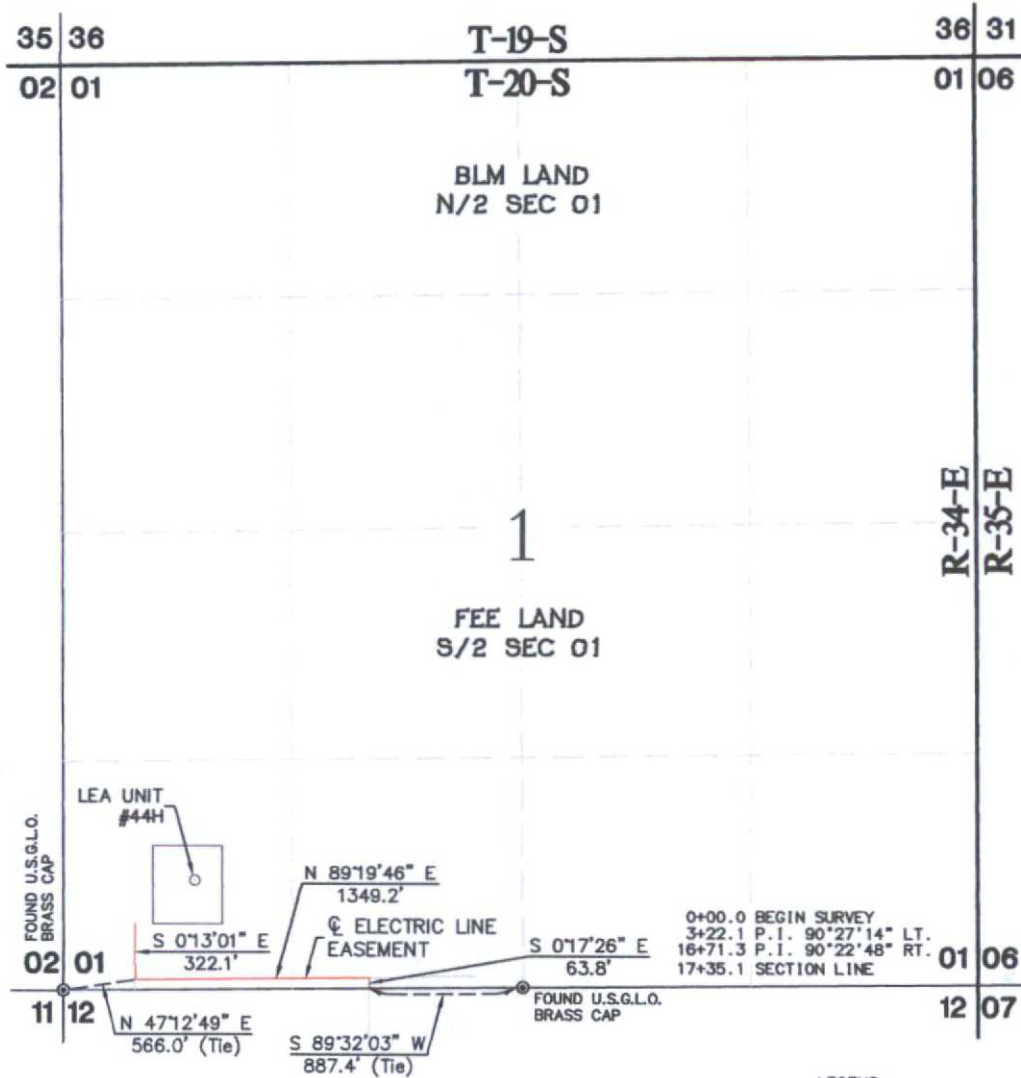 35 36
T-19-S
36 31
02 01
T-20-S
01 06
BLM LAND
N/2 SEC 01
R-34-E
R-35-E
1
FEE LAND
S/2 SEC 01
LEA UNIT
#44H
FOUND U.S.G.L.O.
BRASS CAP
N 89°19'46" E
1349.2'
℄ ELECTRIC LINE
EASEMENT
S 0°13'01" E
322.1'
S 0°17'26" E
63.8'
0+00.0 BEGIN SURVEY
3+22.1 P.I. 90°27'14" LT.
16+71.3 P.I. 90°22'48" RT.
17+35.1 SECTION LINE
02 01
01 06
11 12
12 07
N 47°12'49" E
566.0' (Tie)
S 89°32'03" W
887.4' (Tie)
FOUND U.S.G.L.O.
BRASS CAP